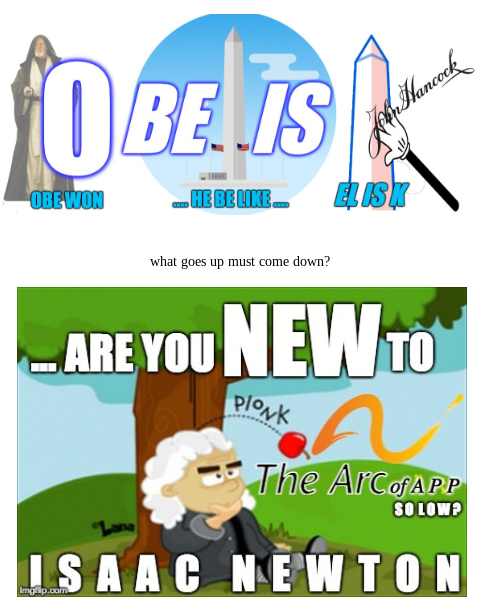 O BE IS
John Hancock
OBE WON .... HE BE LIKE .... EL IS K
what goes up must come down?
... ARE YOU NEW TO
PLONK
The Arc of APP
SO LOW?
©Lana
ISAAC NEWTON
imgflip.com